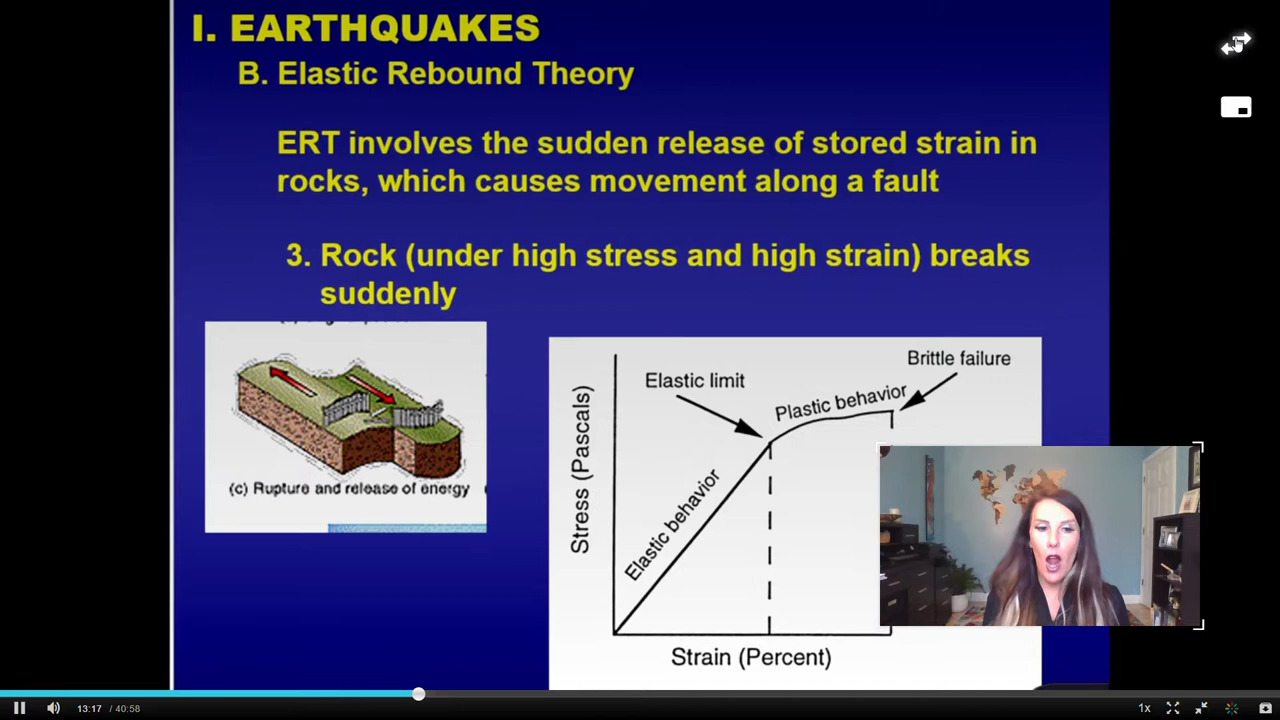 I. EARTHQUAKES
B. Elastic Rebound Theory
ERT involves the sudden release of stored strain in
rocks, which causes movement along a fault
3. Rock (under high stress and high strain) breaks
suddenly
(c) Rupture and release of energy
Stress (Pascals)
Elastic limit
Elastic behavior
Plastic behavior
Brittle failure
Strain (Percent)
13:17 / 40:58
1x